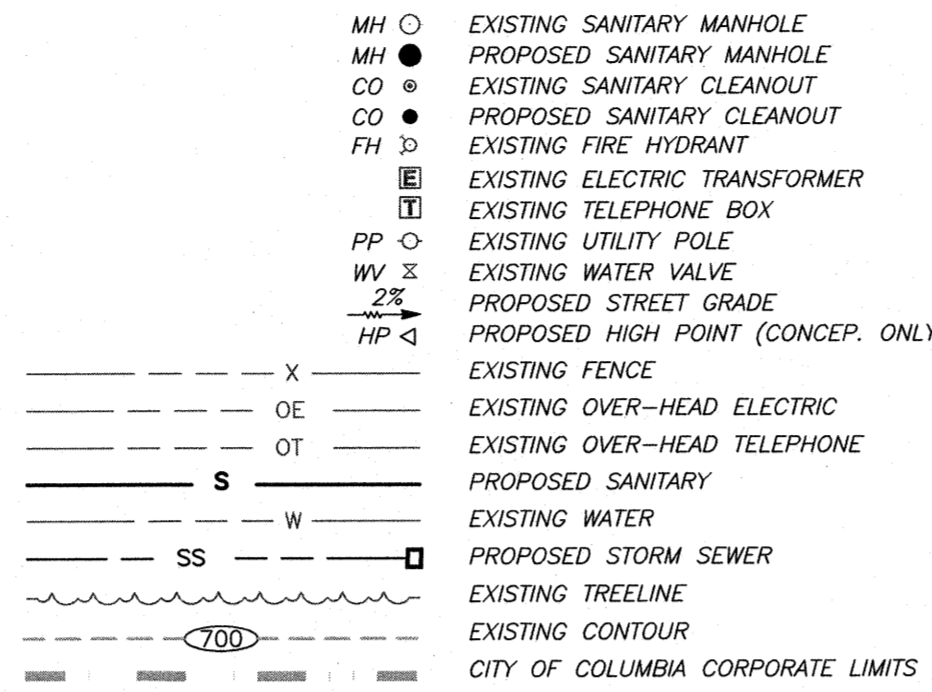 MH EXISTING SANITARY MANHOLE
MH PROPOSED SANITARY MANHOLE
CO EXISTING SANITARY CLEANOUT
CO PROPOSED SANITARY CLEANOUT
FH EXISTING FIRE HYDRANT
E EXISTING ELECTRIC TRANSFORMER
T EXISTING TELEPHONE BOX
PP EXISTING UTILITY POLE
WV EXISTING WATER VALVE
2% PROPOSED STREET GRADE
HP PROPOSED HIGH POINT (CONCEP. ONLY
X EXISTING FENCE
OE EXISTING OVER-HEAD ELECTRIC
OT EXISTING OVER-HEAD TELEPHONE
S PROPOSED SANITARY
W EXISTING WATER
SS PROPOSED STORM SEWER
EXISTING TREELINE
700 EXISTING CONTOUR
CITY OF COLUMBIA CORPORATE LIMITS